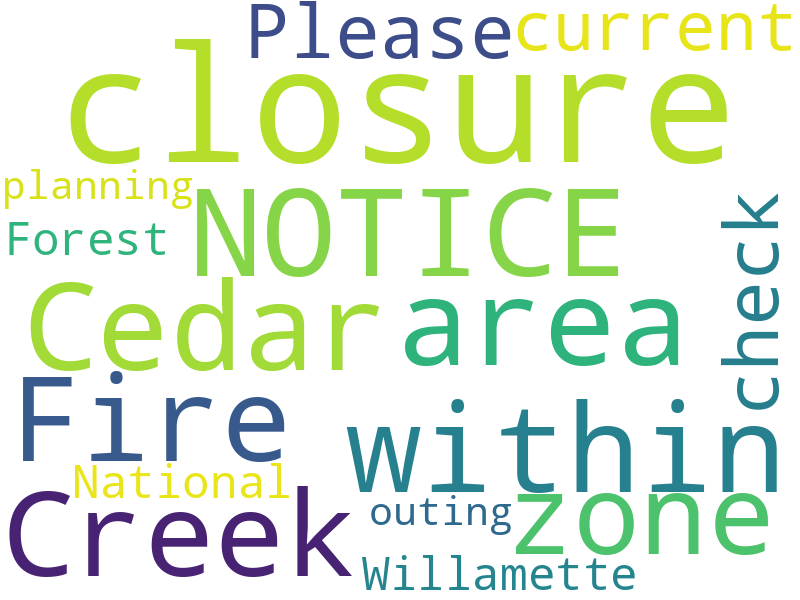 Please current
closure
planning
NOTICE
Forest
check
Cedar area
Fire
within
National
Creek
outing
zone
Willamette